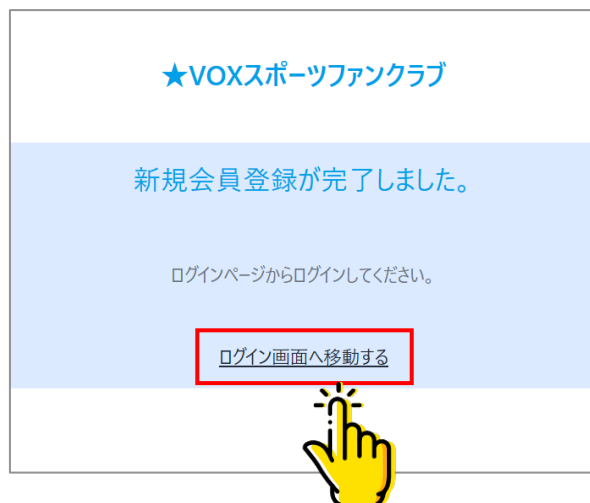 ★VOXスポーツファンクラブ
新規会員登録が完了しました。
ログインページからログインしてください。
ログイン画面へ移動する